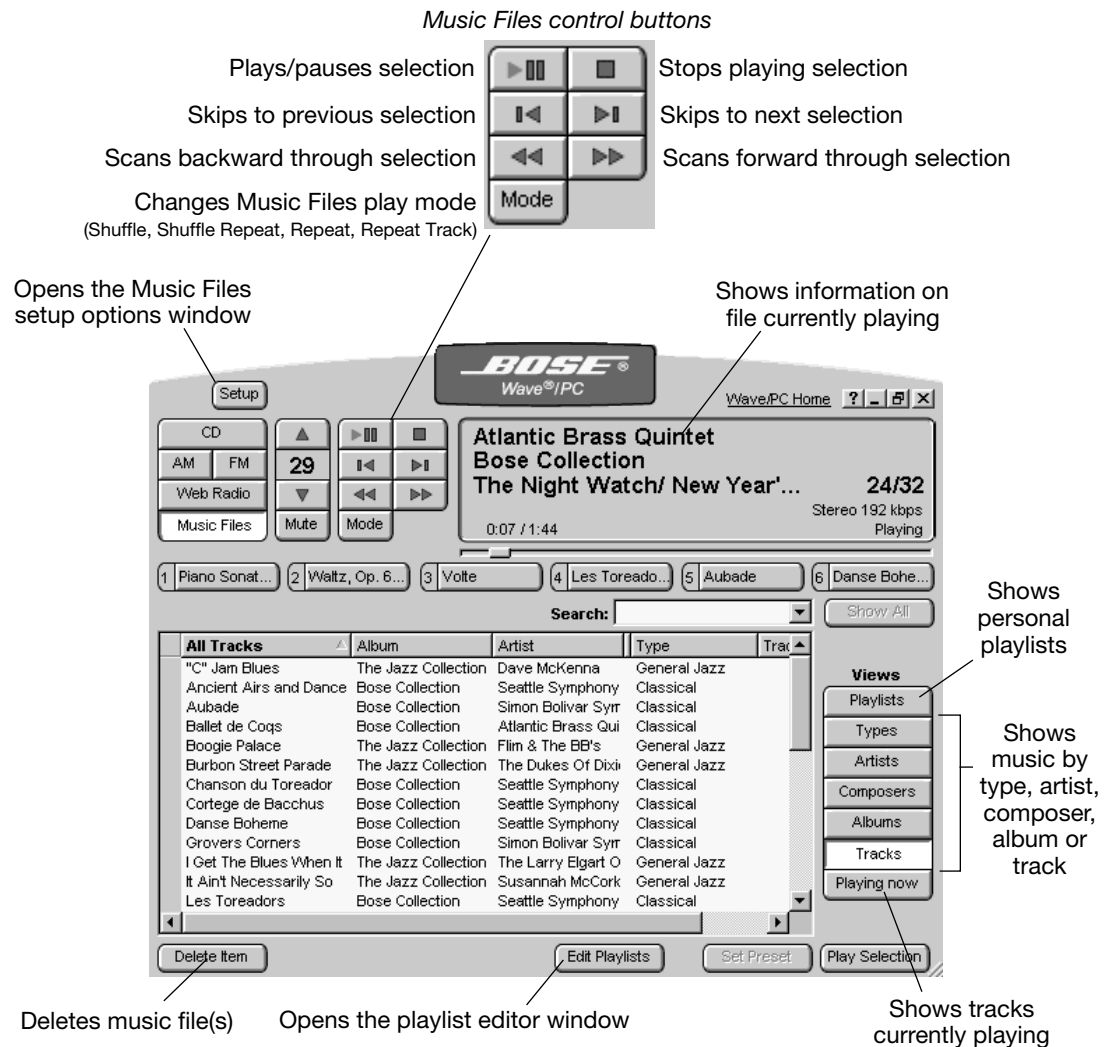 Music Files control buttons
Plays/pauses selection
Stops playing selection
Skips to previous selection
Skips to next selection
Scans backward through selection
Scans forward through selection
Changes Music Files play mode
(Shuffle, Shuffle Repeat, Repeat, Repeat Track)
Mode
Opens the Music Files
setup options window
Shows information on
file currently playing
BOSE®
Wave®/PC
Setup
Wave/PC Home ? _ X
CD
AM FM
29
Web Radio
Music Files Mute Mode
Atlantic Brass Quintet
Bose Collection
The Night Watch/ New Year'... 24/32
Stereo 192 kbps
0:07 / 1:44 Playing
1 Piano Sonat... 2 Waltz, Op. 6... 3 Volte 4 Les Toreado... 5 Aubade 6 Danse Bohe...
Search: Show All
All Tracks Album Artist Type Trac
"C" Jam Blues The Jazz Collection Dave McKenna General Jazz
Ancient Airs and Dance Bose Collection Seattle Symphony Classical
Aubade Bose Collection Simon Bolivar Sym Classical
Ballet de Coqs Bose Collection Atlantic Brass Qui Classical
Boogie Palace The Jazz Collection Flim & The BB's General Jazz
Burbon Street Parade The Jazz Collection The Dukes Of Dixi General Jazz
Chanson du Toreador Bose Collection Seattle Symphony Classical
Cortege de Bacchus Bose Collection Seattle Symphony Classical
Danse Boheme Bose Collection Seattle Symphony Classical
Grovers Corners Bose Collection Simon Bolivar Sym Classical
I Get The Blues When It The Jazz Collection The Larry Elgart O General Jazz
It Ain't Necessarily So The Jazz Collection Susannah McCork General Jazz
Les Toreadors Bose Collection Seattle Symphony Classical
Views
Playlists
Types
Artists
Composers
Albums
Tracks
Playing now
Shows
personal
playlists
Shows
music by
type, artist,
composer,
album or
track
Delete Item Edit Playlists Set Preset Play Selection
Deletes music file(s)
Opens the playlist editor window
Shows tracks
currently playing